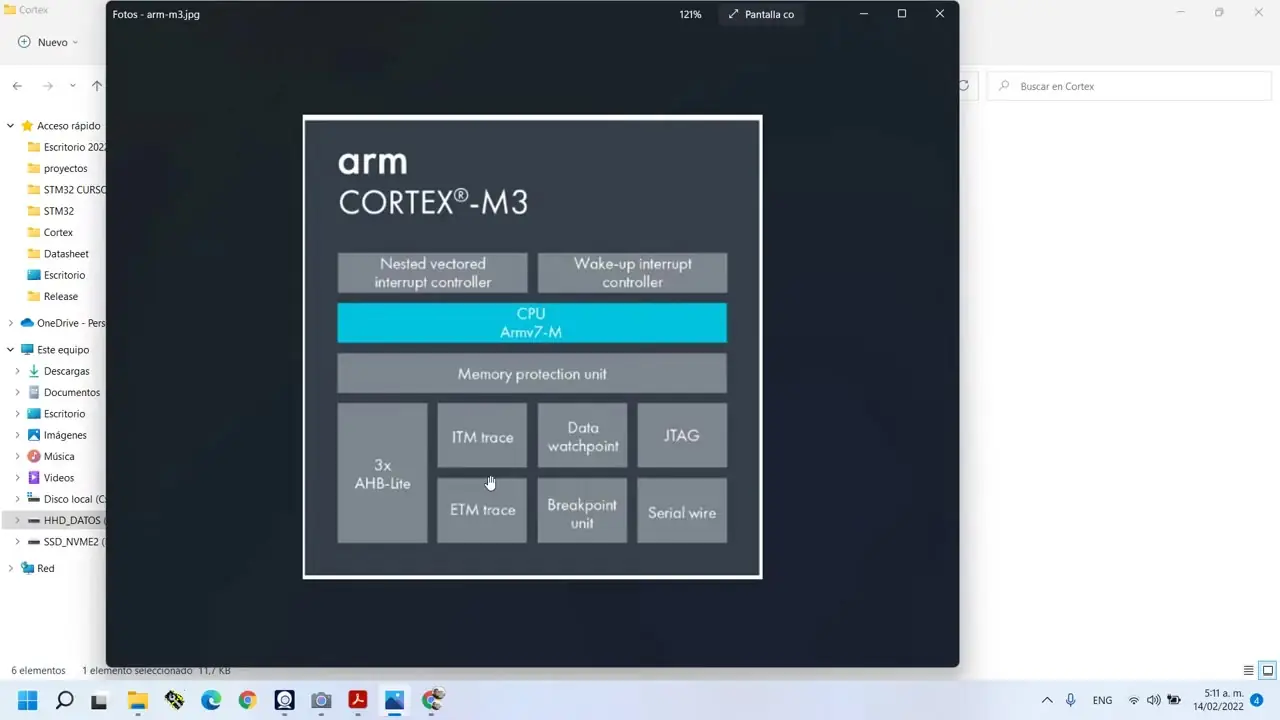 Cortex
Fotos - arm-m3.jpg
121%
Pantalla co
Nuevo
Buscar en Cortex
Acceso rápido
Escritorio 2022
proyectos
STM32 CURSO
STM32
Cortex
Datasheet
Escritorio
Release
OneDrive - Pers
Este equipo
Descargas
Documentos
Escritorio
Imágenes
Música
Videos
Disco local (C:
HHD_DATOS (
SSD_NVME2 (
Red
arm
CORTEX®-M3
Nested vectored
interrupt controller
Wake-up interrupt
controller
CPU
Armv7-M
Memory protection unit
3x
AHB-Lite
ITM trace
Data
watchpoint
JTAG
ETM trace
Breakpoint
unit
Serial wire
6 elementos
1 elemento seleccionado 11,7 KB
ENG
5:11 a. m.
14/02/2022
4